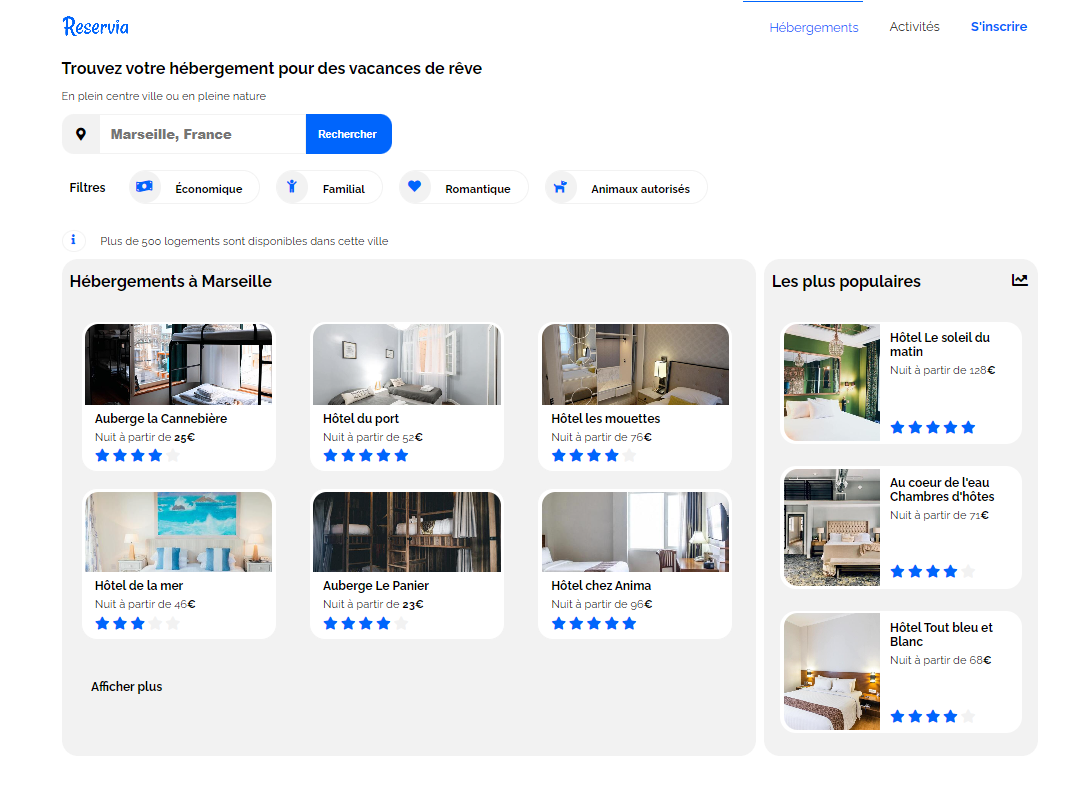 Reservia
Hébergements
Activités
S'inscrire
Trouvez votre hébergement pour des vacances de rêve
En plein centre ville ou en pleine nature
Marseille, France
Rechercher
Filtres
Économique
Familial
Romantique
Animaux autorisés
Plus de 500 logements sont disponibles dans cette ville
Hébergements à Marseille
Auberge la Cannebière
Nuit à partir de 25€
Hôtel du port
Nuit à partir de 52€
Hôtel les mouettes
Nuit à partir de 76€
Hôtel de la mer
Nuit à partir de 46€
Auberge Le Panier
Nuit à partir de 23€
Hôtel chez Anima
Nuit à partir de 96€
Afficher plus
Les plus populaires
Hôtel Le soleil du
matin
Nuit à partir de 128€
Au coeur de l'eau
Chambres d'hôtes
Nuit à partir de 71€
Hôtel Tout bleu et
Blanc
Nuit à partir de 68€